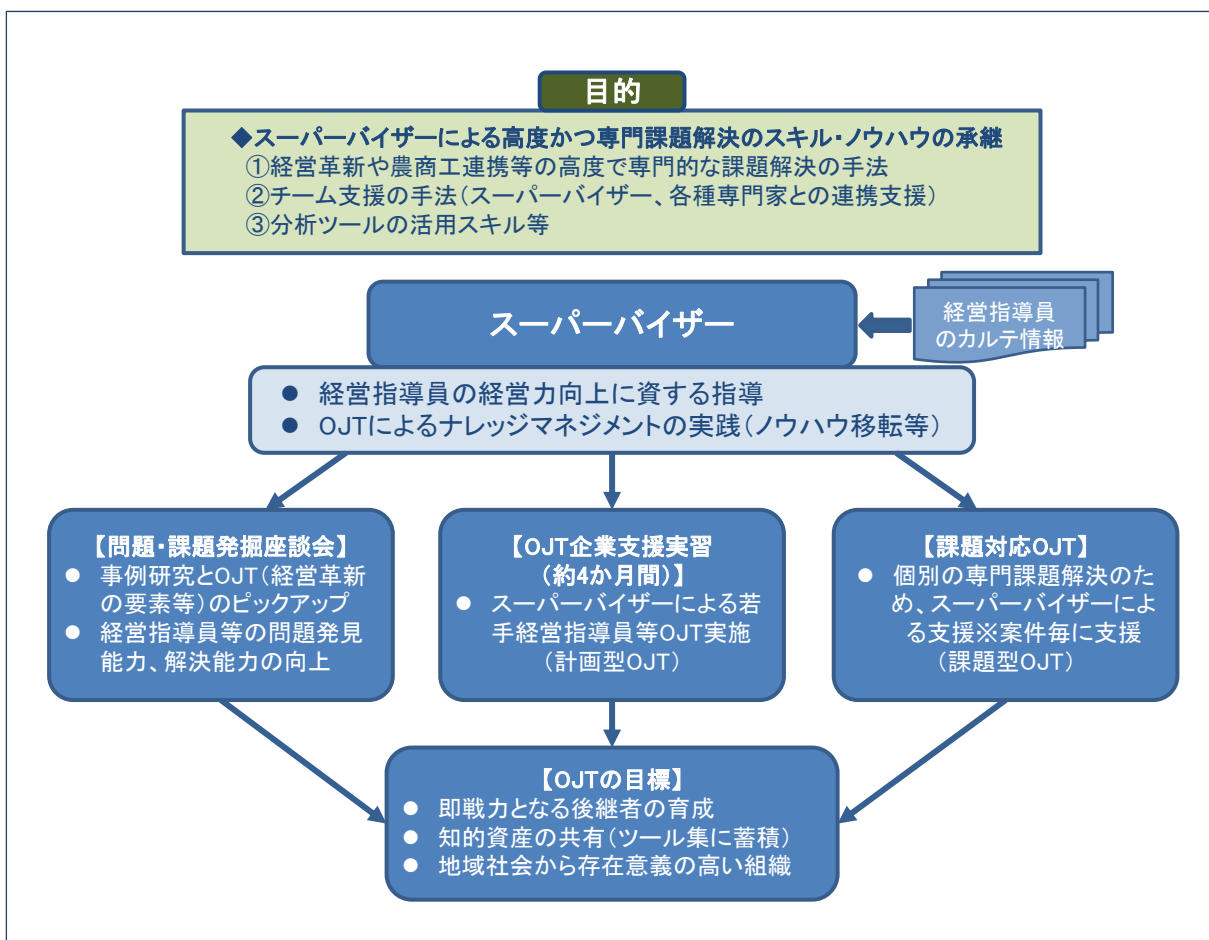 目的
◆スーパーバイザーによる高度かつ専門課題解決のスキル・ノウハウの承継
①経営革新や農商工連携等の高度で専門的な課題解決の手法
②チーム支援の手法(スーパーバイザー、各種専門家との連携支援)
③分析ツールの活用スキル等
スーパーバイザー
経営指導員
のカルテ情報
● 経営指導員の経営力向上に資する指導
● OJTによるナレッジマネジメントの実践(ノウハウ移転等)
【問題・課題発掘座談会】
● 事例研究とOJT(経営革新
の要素等)のピックアップ
● 経営指導員等の問題発見
能力、解決能力の向上
【OJT企業支援実習
(約4か月間)】
● スーパーバイザーによる若
手経営指導員等OJT実施
(計画型OJT)
【課題対応OJT】
● 個別の専門課題解決のた
め、スーパーバイザーによ
る支援※案件毎に支援
(課題型OJT)
【OJTの目標】
● 即戦力となる後継者の育成
● 知的資産の共有(ツール集に蓄積)
● 地域社会から存在意義の高い組織